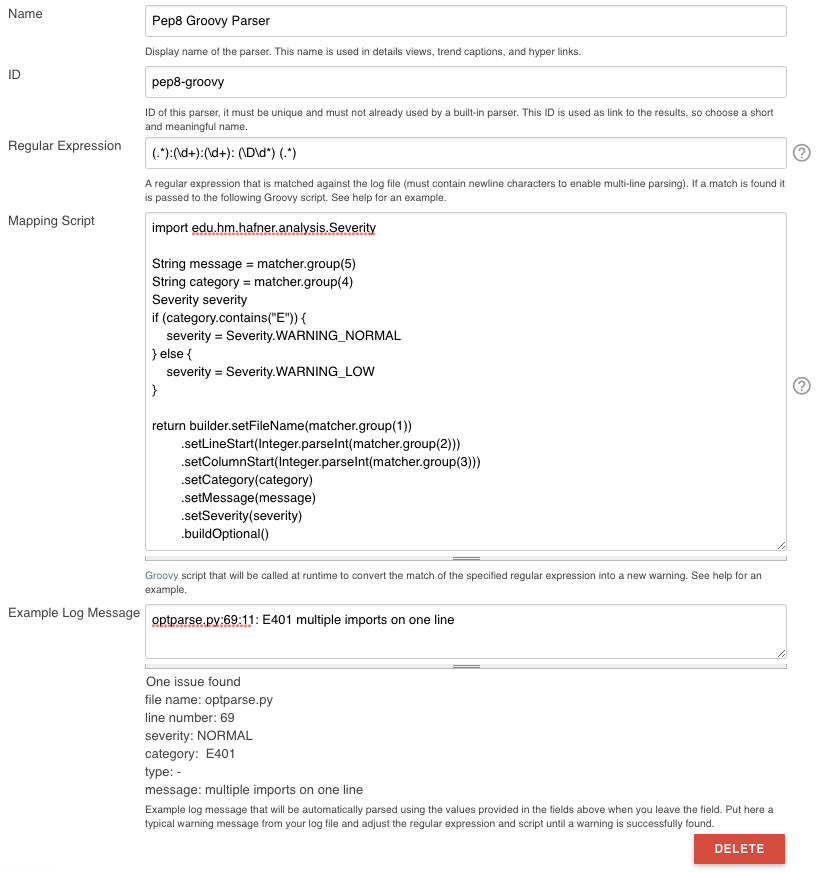 Name
Pep8 Groovy Parser
Display name of the parser. This name is used in details views, trend captions, and hyper links.
ID
pep8-groovy
ID of this parser, it must be unique and must not already used by a built-in parser. This ID is used as link to the results, so choose a short
and meaningful name.
Regular Expression
(.*):(\d+):(\d+): (\D\d*) (.*)
A regular expression that is matched against the log file (must contain newline characters to enable multi-line parsing). If a match is found it
is passed to the following Groovy script. See help for an example.
Mapping Script
import edu.hm.hafner.analysis.Severity
String message = matcher.group(5)
String category = matcher.group(4)
Severity severity
if (category.contains("E")) {
    severity = Severity.WARNING_NORMAL
} else {
    severity = Severity.WARNING_LOW
}
return builder.setFileName(matcher.group(1))
        .setLineStart(Integer.parseInt(matcher.group(2)))
        .setColumnStart(Integer.parseInt(matcher.group(3)))
        .setCategory(category)
        .setMessage(message)
        .setSeverity(severity)
        .buildOptional()
Groovy script that will be called at runtime to convert the match of the specified regular expression into a new warning. See help for an
example.
Example Log Message
optparse.py:69:11: E401 multiple imports on one line
One issue found
file name: optparse.py
line number: 69
severity: NORMAL
category:  E401
type: -
message: multiple imports on one line
Example log message that will be automatically parsed using the values provided in the fields above when you leave the field. Put here a
typical warning message from your log file and adjust the regular expression and script until a warning is successfully found.
DELETE